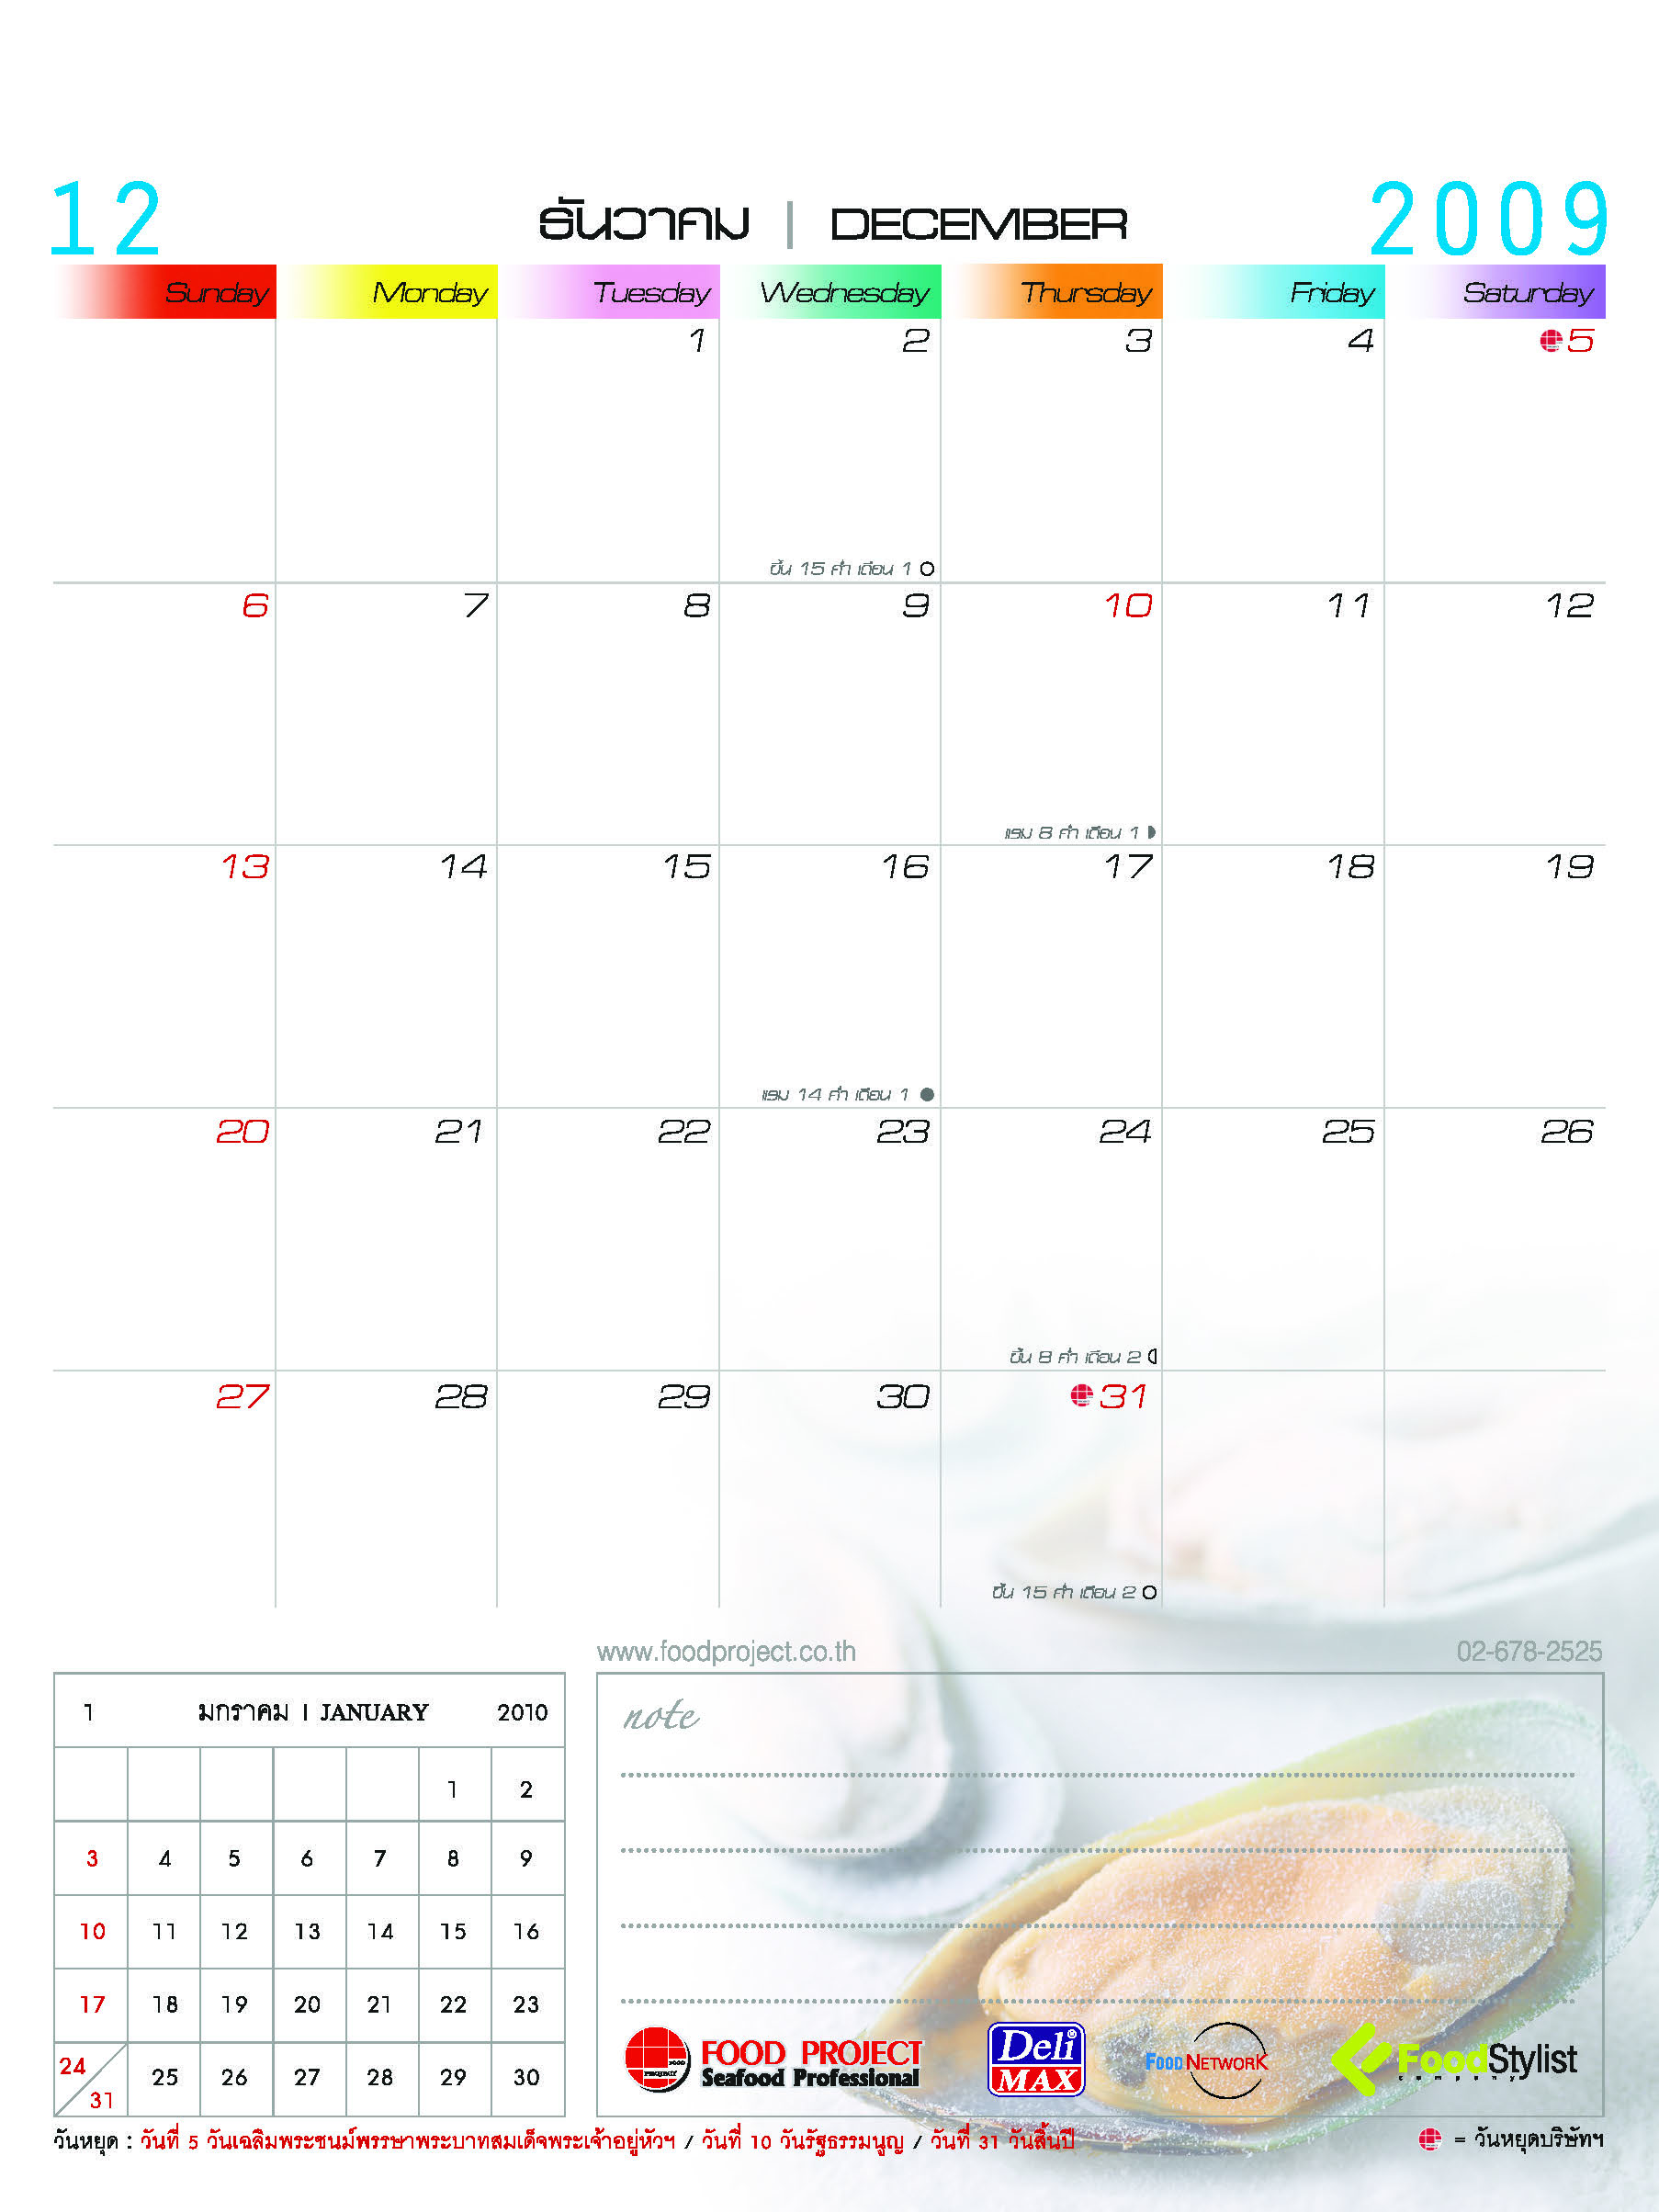 12 ธันวาคม | DECEMBER 2009
Sunday Monday Tuesday Wednesday Thursday Friday Saturday
1 2 3 4 5
ขึ้น 15 ค่ำ เดือน 1
6 7 8 9 10 11 12
แรม 8 ค่ำ เดือน 1
13 14 15 16 17 18 19
แรม 14 ค่ำ เดือน 1
20 21 22 23 24 25 26
ขึ้น 8 ค่ำ เดือน 2
27 28 29 30 31
ขึ้น 15 ค่ำ เดือน 2
www.foodproject.co.th 02-678-2525
1 มกราคม | JANUARY 2010
1 2
3 4 5 6 7 8 9
10 11 12 13 14 15 16
17 18 19 20 21 22 23
24/31 25 26 27 28 29 30
note
FOOD PROJECT
FOOD PROJECT
Seafood Professional
Deli®
MAX
FOOD NETWORK
FoodStylist
company
วันหยุด : วันที่ 5 วันเฉลิมพระชนม์พรรษาพระบาทสมเด็จพระเจ้าอยู่หัวฯ / วันที่ 10 วันรัฐธรรมนูญ / วันที่ 31 วันสิ้นปี
= วันหยุดบริษัทฯ